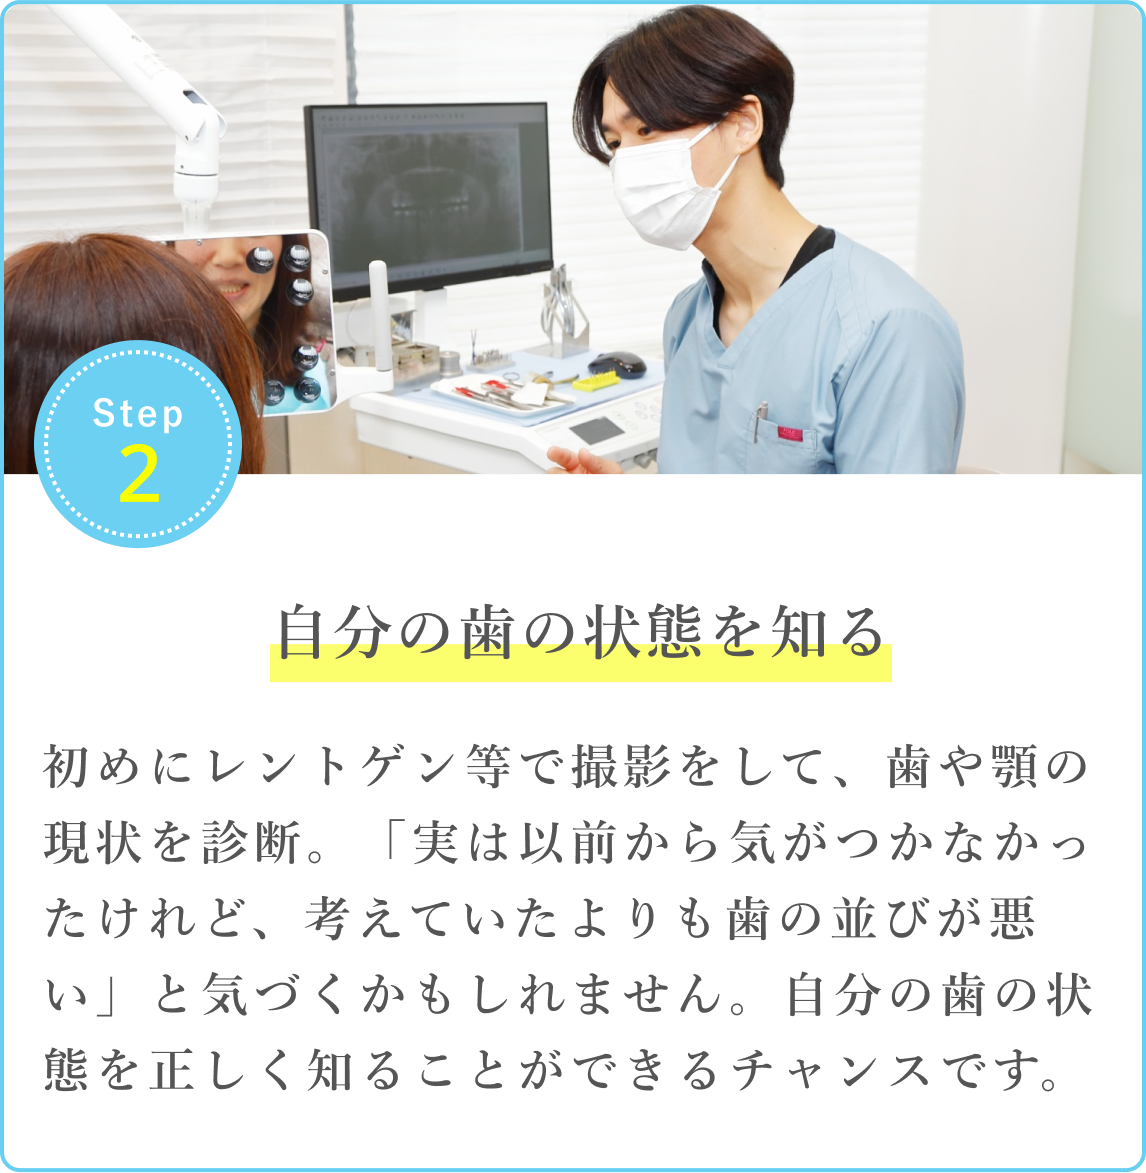 Step
2
自分の歯の状態を知る
初めにレントゲン等で撮影をして、歯や顎の
現状を診断。「実は以前から気がつかなかっ
たけれど、考えていたよりも歯の並びが悪
い」と気づくかもしれません。自分の歯の状
態を正しく知ることができるチャンスです。